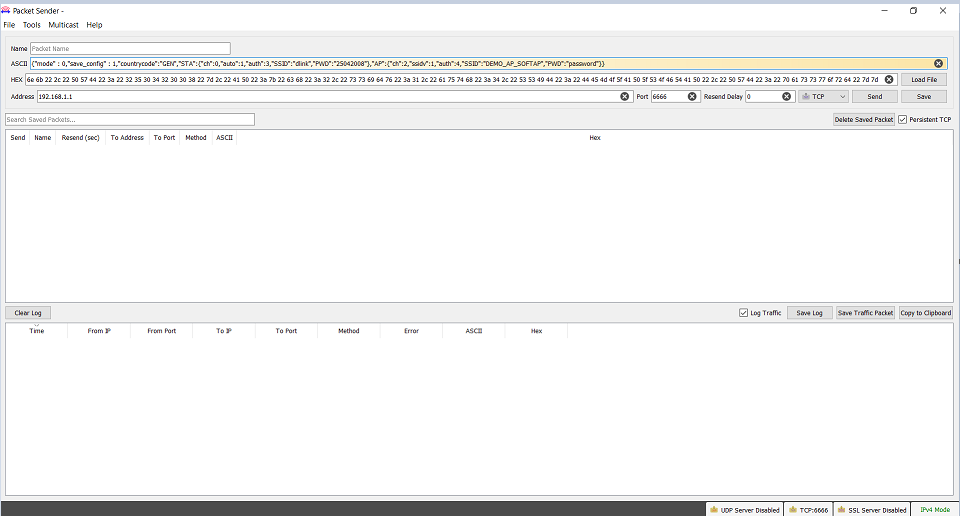 Packet Sender -
File Tools Multicast Help
Name Packet Name
ASCII {"mode" : 0,"save_config" : 1,"countrycode":"GEN","STA":{"ch":0,"auto":1,"auth":3,"SSID":"dlink","PWD":"25042008"},"AP":{"ch":2,"ssidv":1,"auth":4,"SSID":"DEMO_AP_SOFTAP","PWD":"password"}}
HEX 6e 6b 22 2c 22 50 57 44 22 3a 22 32 35 30 34 32 30 30 38 22 7d 2c 22 41 50 22 3a 7b 22 63 68 22 3a 32 2c 22 73 73 69 64 76 22 3a 31 2c 22 61 75 74 68 22 3a 34 2c 22 53 53 49 44 22 3a 22 44 45 4d 4f 5f 41 50 5f 53 4f 46 54 41 50 22 2c 22 50 57 44 22 3a 22 70 61 73 73 77 6f 72 64 22 7d 7d Load File
Address 192.168.1.1 Port 6666 Resend Delay 0 TCP Send Save
Search Saved Packets... Delete Saved Packet Persistent TCP
Send Name Resend (sec) To Address To Port Method ASCII Hex
Clear Log Log Traffic Save Log Save Traffic Packet Copy to Clipboard
Time From IP From Port To IP To Port Method Error ASCII Hex
UDP Server Disabled TCP:6666 SSL Server Disabled IPv4 Mode